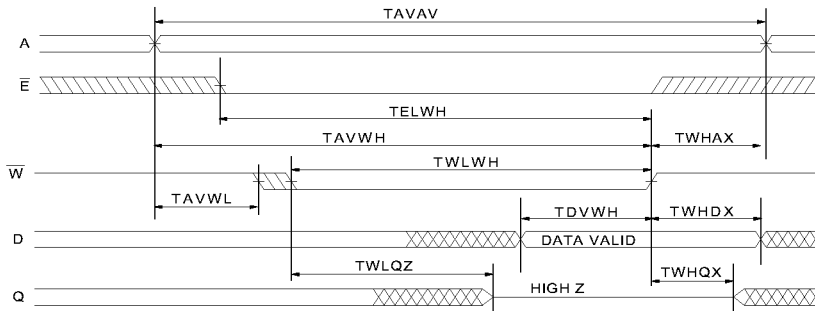 TAVAV
A
E
TELWH
TAVWH TWHAX
W TWLWH
TAVWL
TDVWH TWHDX
D DATA VALID
TWLQZ TWHQX
Q HIGH Z